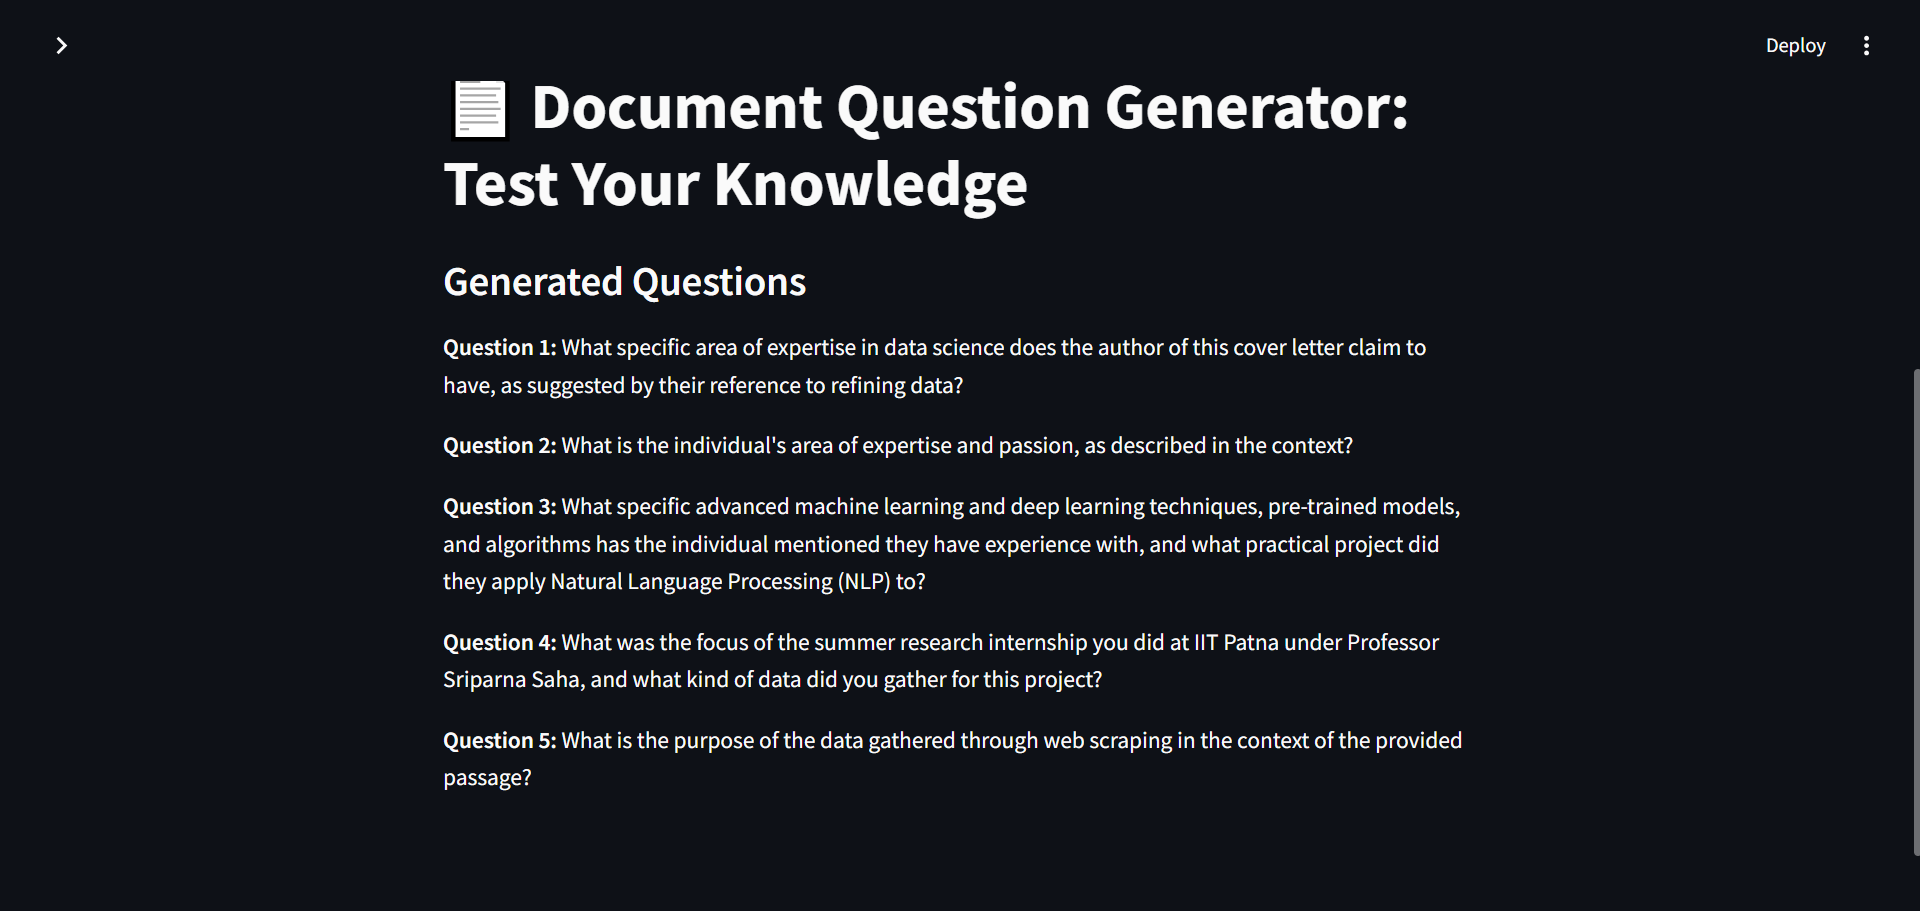 Deploy
Document Question Generator:
Test Your Knowledge
Generated Questions
Question 1: What specific area of expertise in data science does the author of this cover letter claim to
have, as suggested by their reference to refining data?
Question 2: What is the individual's area of expertise and passion, as described in the context?
Question 3: What specific advanced machine learning and deep learning techniques, pre-trained models,
and algorithms has the individual mentioned they have experience with, and what practical project did
they apply Natural Language Processing (NLP) to?
Question 4: What was the focus of the summer research internship you did at IIT Patna under Professor
Sriparna Saha, and what kind of data did you gather for this project?
Question 5: What is the purpose of the data gathered through web scraping in the context of the provided
passage?